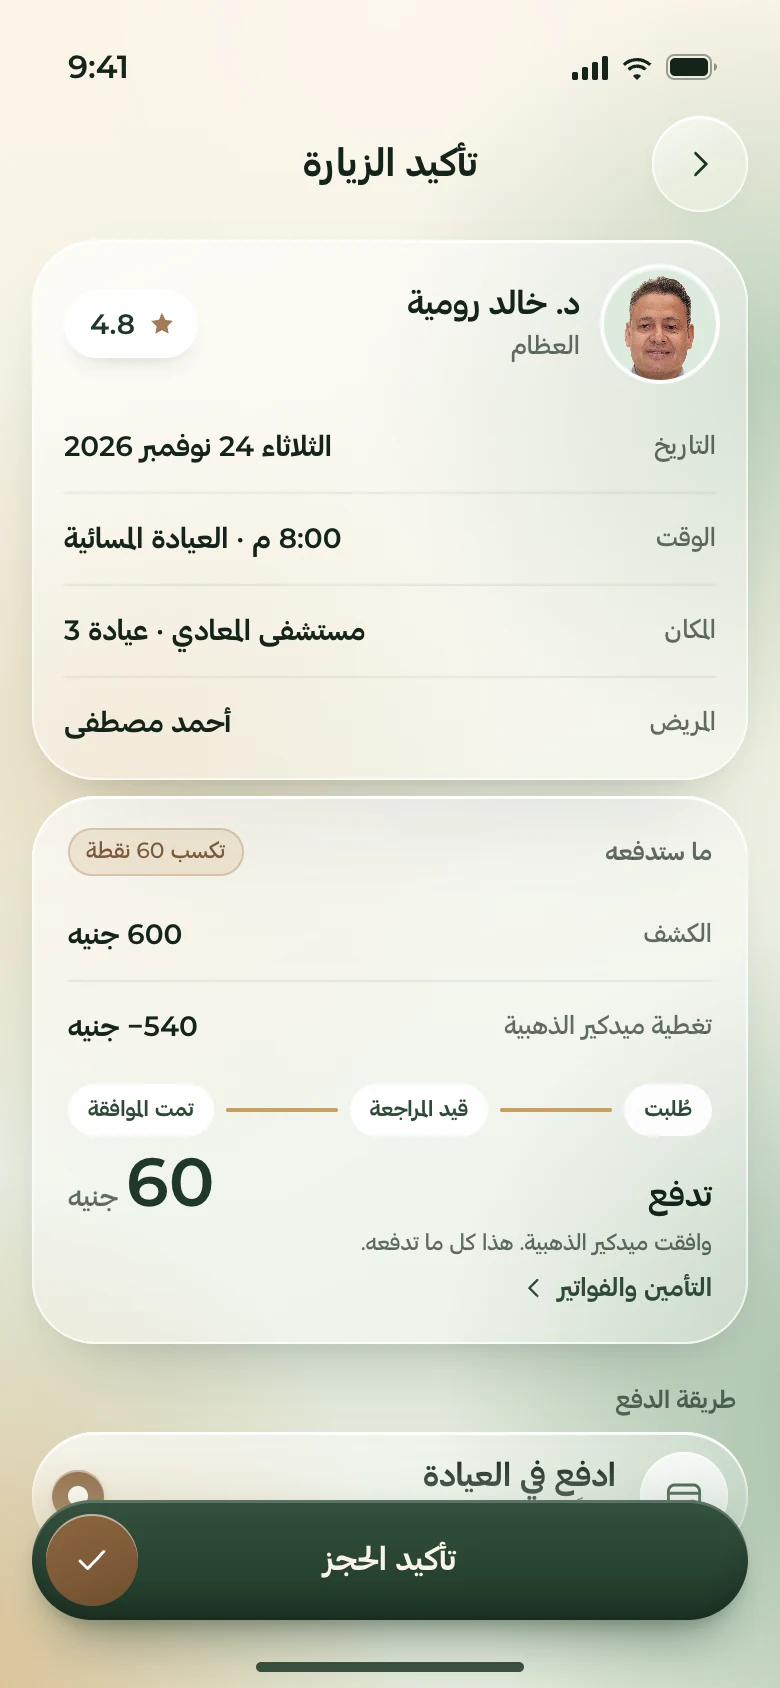 9:41
تأكيد الزيارة
د. خالد رومية
العظام
4.8
التاريخ
الثلاثاء 24 نوفمبر 2026
الوقت
8:00 م · العيادة المسائية
المكان
مستشفى المعادي · عيادة 3
المريض
أحمد مصطفى
ما ستدفعه
تكسب 60 نقطة
الكشف
600 جنيه
تغطية ميدكير الذهبية
−540 جنيه
طُلبت
قيد المراجعة
تمت الموافقة
تدفع
60 جنيه
وافقت ميدكير الذهبية. هذا كل ما تدفعه.
التأمين والفواتير
طريقة الدفع
ادفع في العيادة
تأكيد الحجز